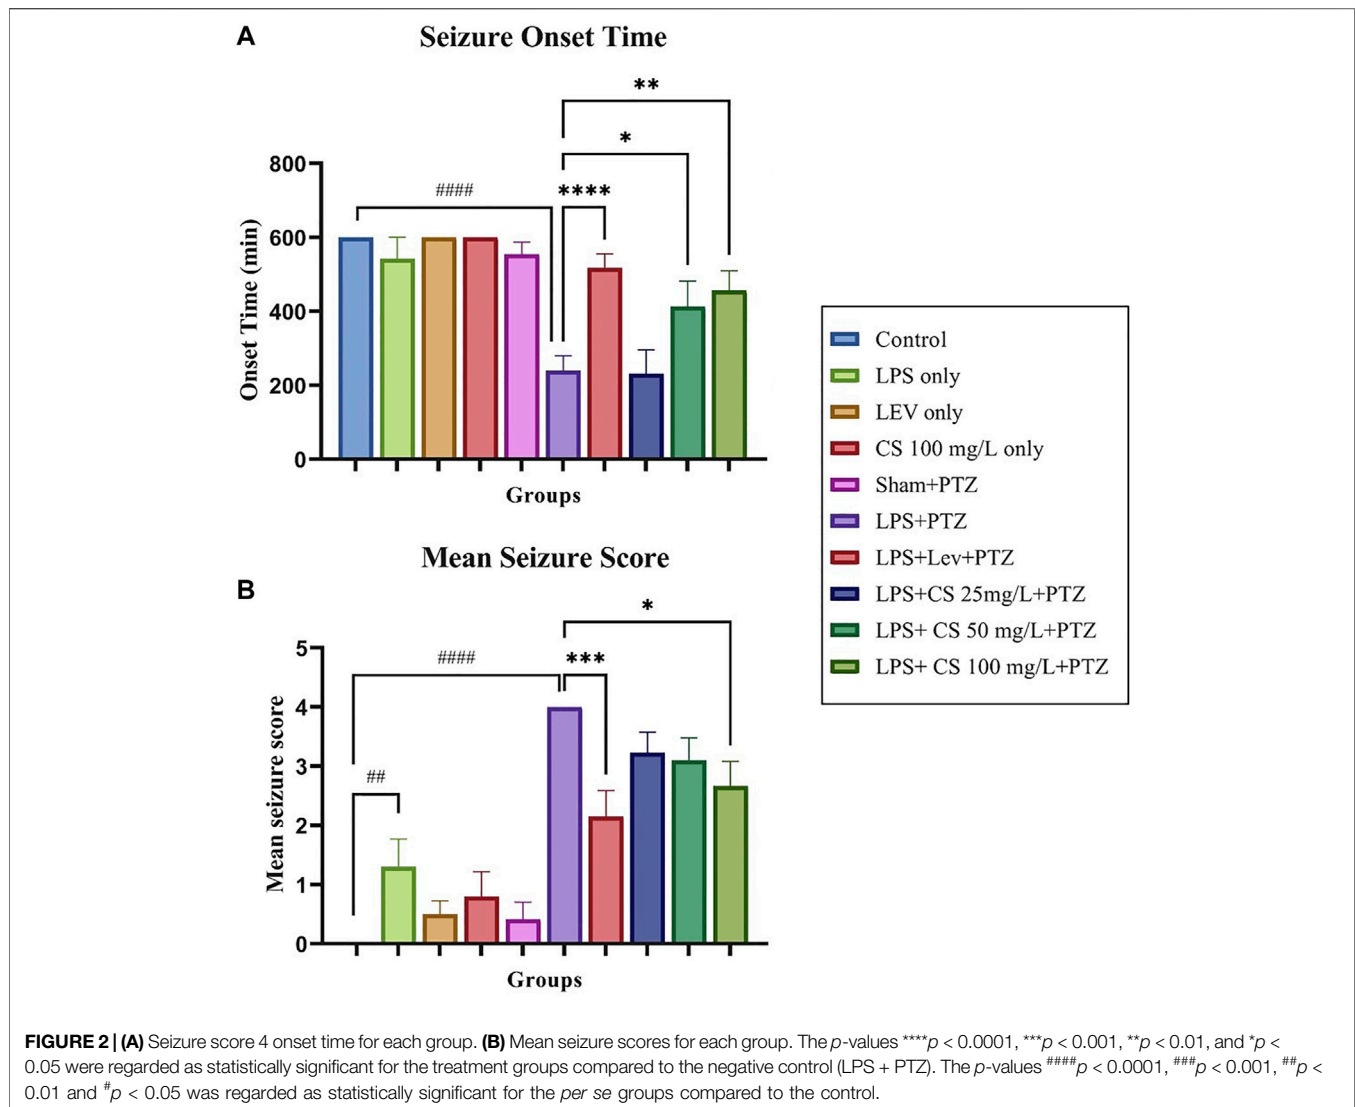 A
Seizure Onset Time
**
*
####
****
800
600
400
200
0
Onset Time (min)
Groups
Control
LPS only
LEV only
CS 100 mg/L only
Sham+PTZ
LPS+PTZ
LPS+Lev+PTZ
LPS+CS 25mg/L+PTZ
LPS+ CS 50 mg/L+PTZ
LPS+ CS 100 mg/L+PTZ
B
Mean Seizure Score
*
####
***
##
5
4
3
2
1
0
Mean seizure score
Groups
FIGURE 2 | (A) Seizure score 4 onset time for each group. (B) Mean seizure scores for each group. The p-values ****p < 0.0001, ***p < 0.001, **p < 0.01, and *p <
0.05 were regarded as statistically significant for the treatment groups compared to the negative control (LPS + PTZ). The p-values ####p < 0.0001, ###p < 0.001, ##p <
0.01 and #p < 0.05 was regarded as statistically significant for the per se groups compared to the control.